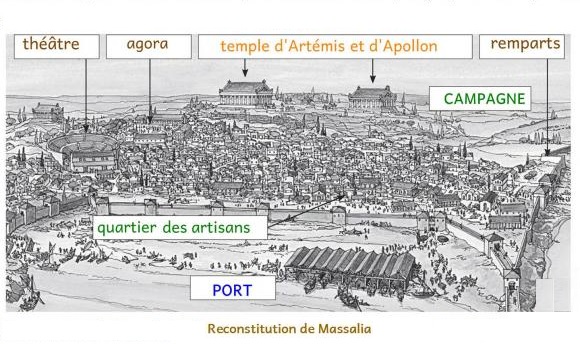 théâtre
agora
temple d'Artémis et d'Apollon
remparts
CAMPAGNE
quartier des artisans
PORT
Reconstitution de Massalia